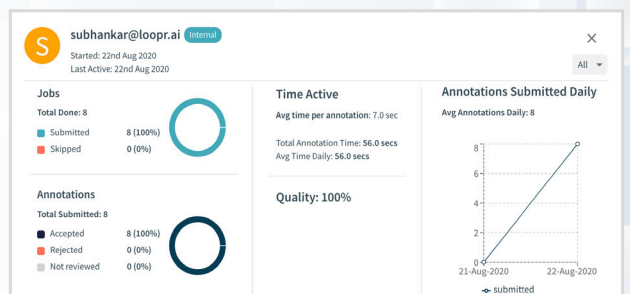 S
subhankar@loopr.ai Internal
Started: 22nd Aug 2020
Last Active: 22nd Aug 2020
All
Jobs
Total Done: 8
Submitted 8 (100%)
Skipped 0 (0%)
Annotations
Total Submitted: 8
Accepted 8 (100%)
Rejected 0 (0%)
Not reviewed 0 (0%)
Time Active
Avg time per annotation: 7.0 sec
Total Annotation Time: 56.0 secs
Avg Time Daily: 56.0 secs
Quality: 100%
Annotations Submitted Daily
Avg Annotations Daily: 8
8
6
4
2
0
21-Aug-2020 22-Aug-2020
submitted